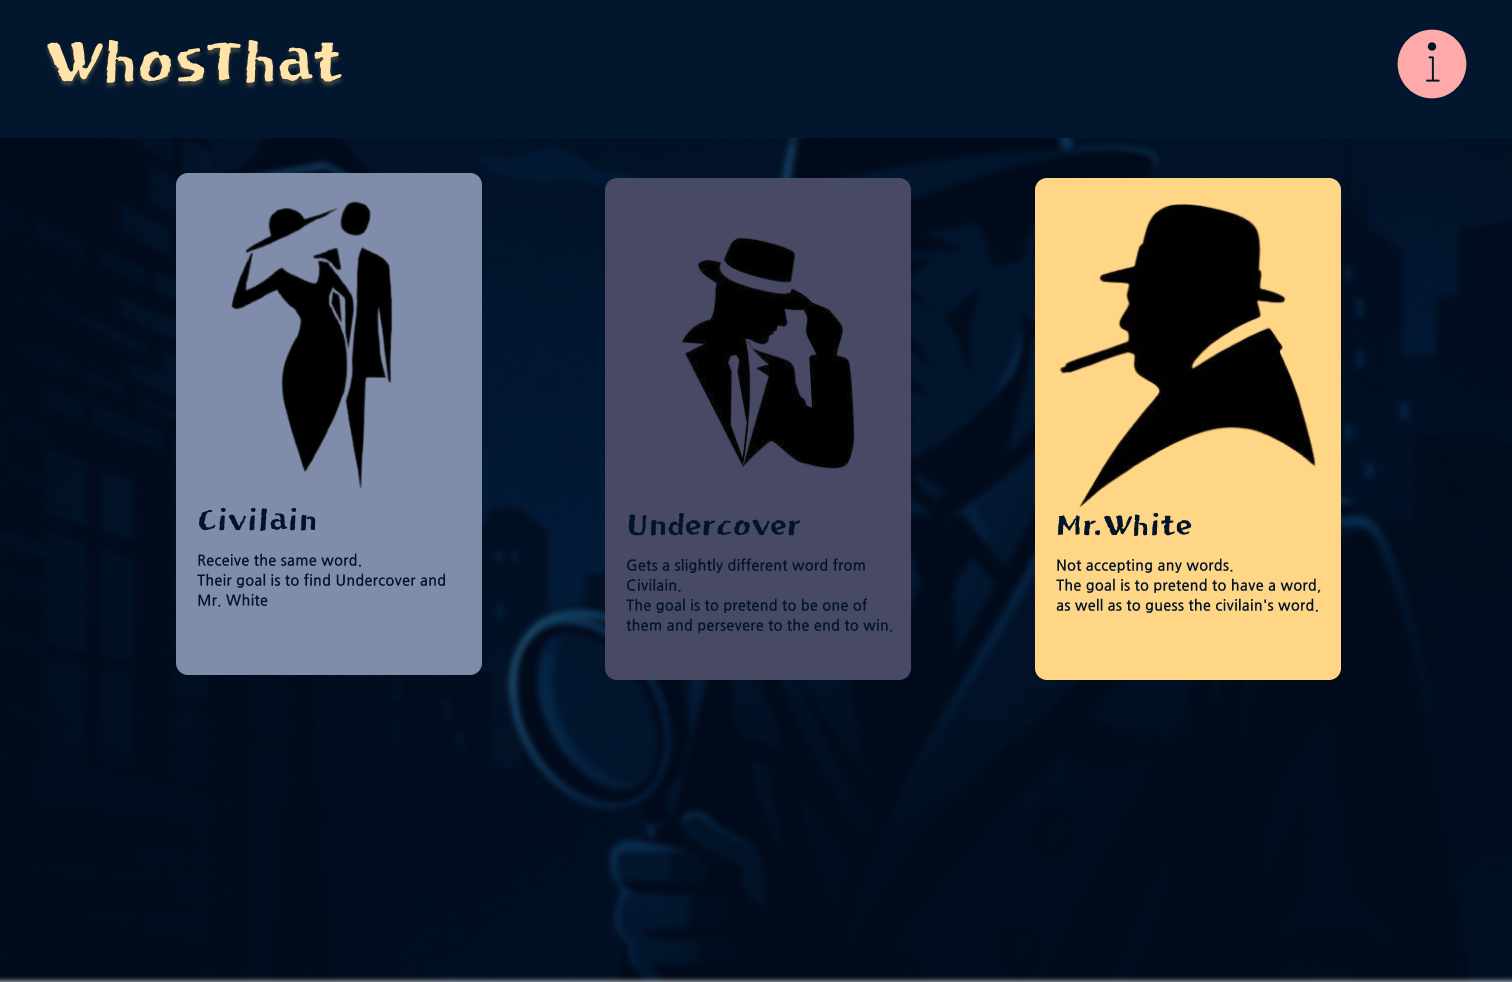 WhosThat
i
Civilain
Receive the same word.
Their goal is to find Undercover and
Mr. White
Undercover
Gets a slightly different word from
Civilain.
The goal is to pretend to be one of
them and persevere to the end to win.
Mr.White
Not accepting any words.
The goal is to pretend to have a word,
as well as to guess the civilain's word.